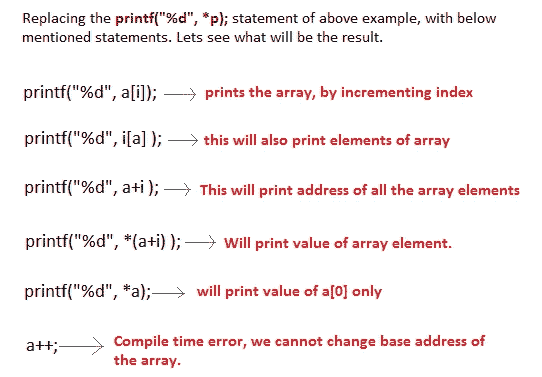 Replacing the printf("%d", *p); statement of above example, with below
mentioned statements. Lets see what will be the result.
printf("%d", a[i]); → prints the array, by incrementing index
printf("%d", i[a] ); → this will also print elements of array
printf("%d", a+i ); → This will print address of all the array elements
printf("%d", *(a+i) ); → Will print value of array element.
printf("%d", *a); → will print value of a[0] only
a++; → Compile time error, we cannot change base address of
the array.